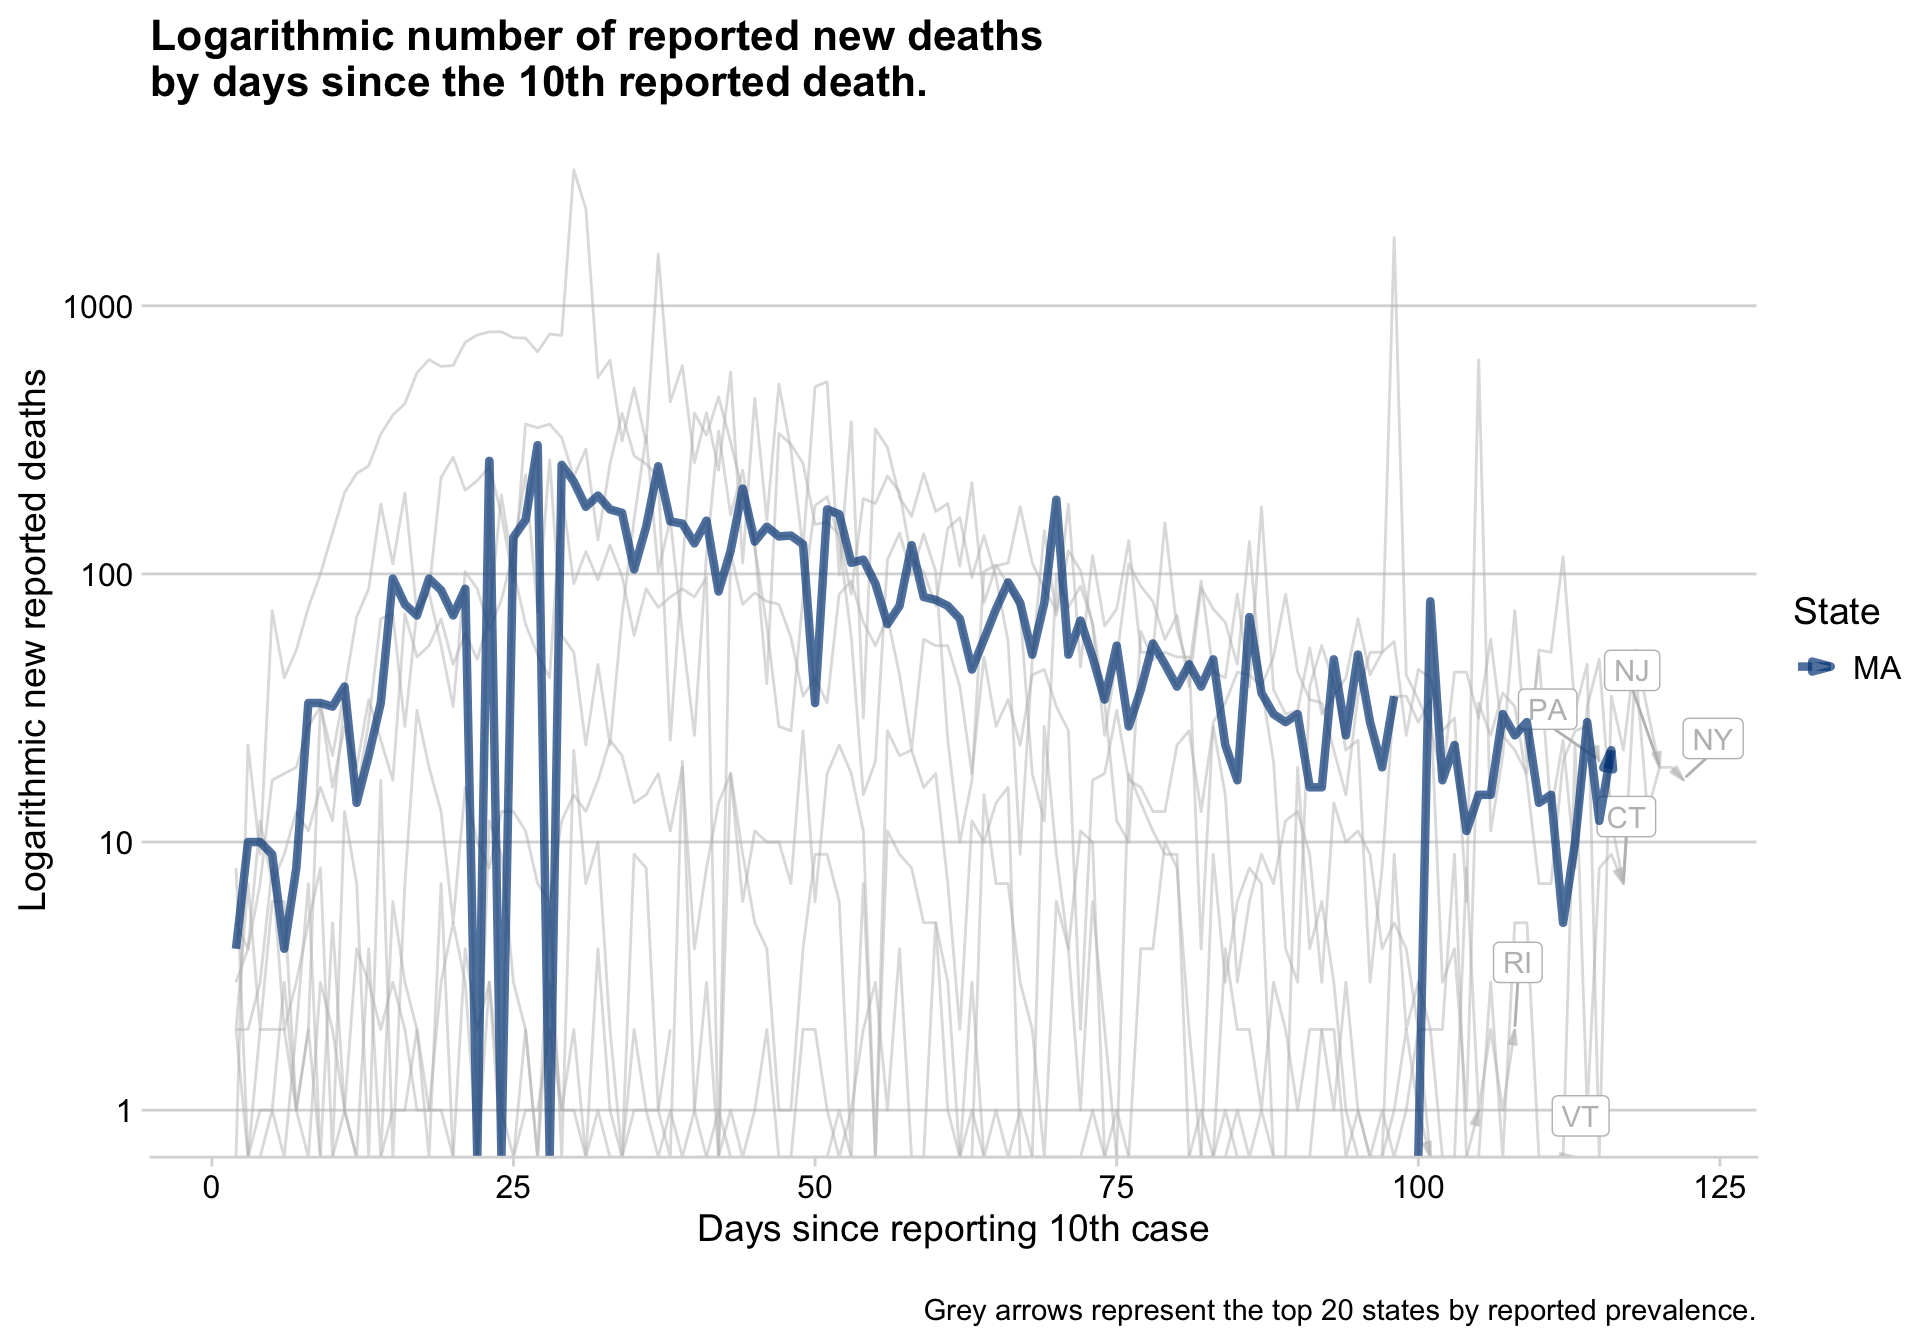 Logarithmic number of reported new deaths
by days since the 10th reported death.
Logarithmic new reported deaths
1000
100
10
1
0
25
50
75
100
125
Days since reporting 10th case
NJ
PA
NY
CT
RI
VT
State
MA
Grey arrows represent the top 20 states by reported prevalence.